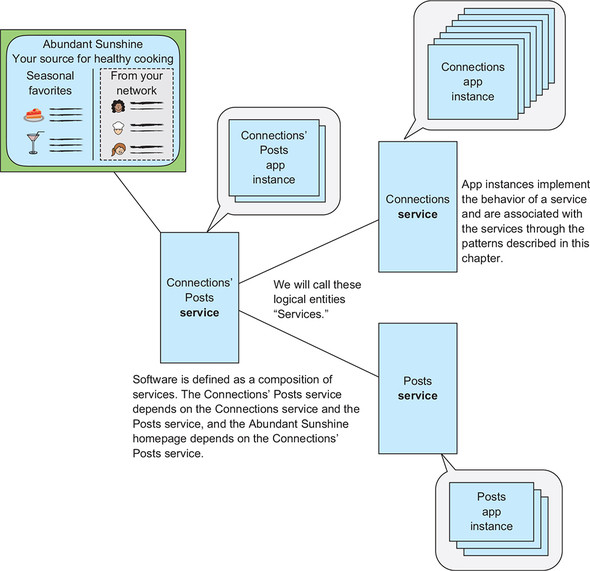 Abundant Sunshine
Your source for healthy cooking
Seasonal
favorites
From your
network
Connections'
Posts
app
instance
Connections
app
instance
Connections
service
App instances implement
the behavior of a service
and are associated with
the services through the
patterns described in this
chapter.
Connections'
Posts
service
We will call these
logical entities
“Services.”
Software is defined as a composition of
services. The Connections' Posts service
depends on the Connections service and the
Posts service, and the Abundant Sunshine
homepage depends on the Connections'
Posts service.
Posts
service
Posts
app
instance